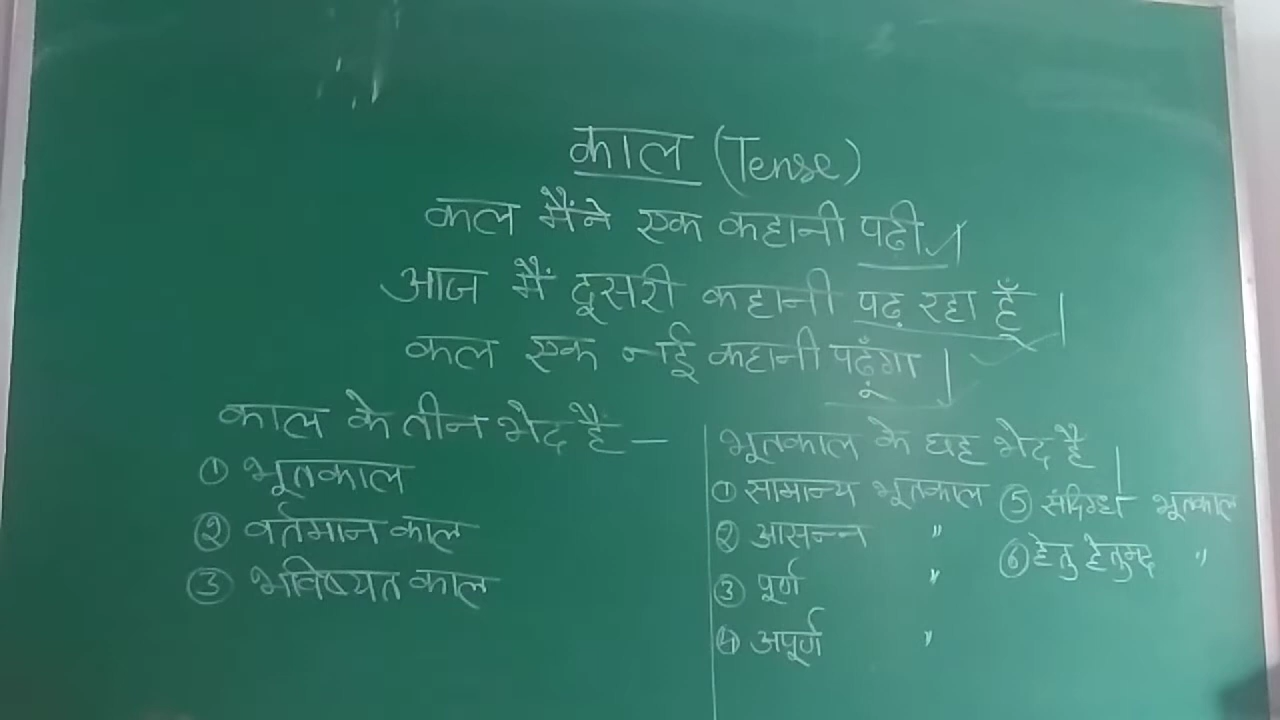 काल (Tense)
कल मैंने एक कहानी पढी ।
आज मैं दूसरी कहानी पढ़ रहा हूँ ।
कल एक नई कहानी पढ़ूंगा ।
काल के तीन भेद है –
① भूतकाल
② वर्तमान काल
③ भविषयत काल
भूतकाल के छह भेद है ।
① सामान्य भूतकाल
② आसन्न "
③ पूर्ण "
④ अपूर्ण "
⑤ संदिग्ध भूतकाल
⑥ हेतु हेतुमद "